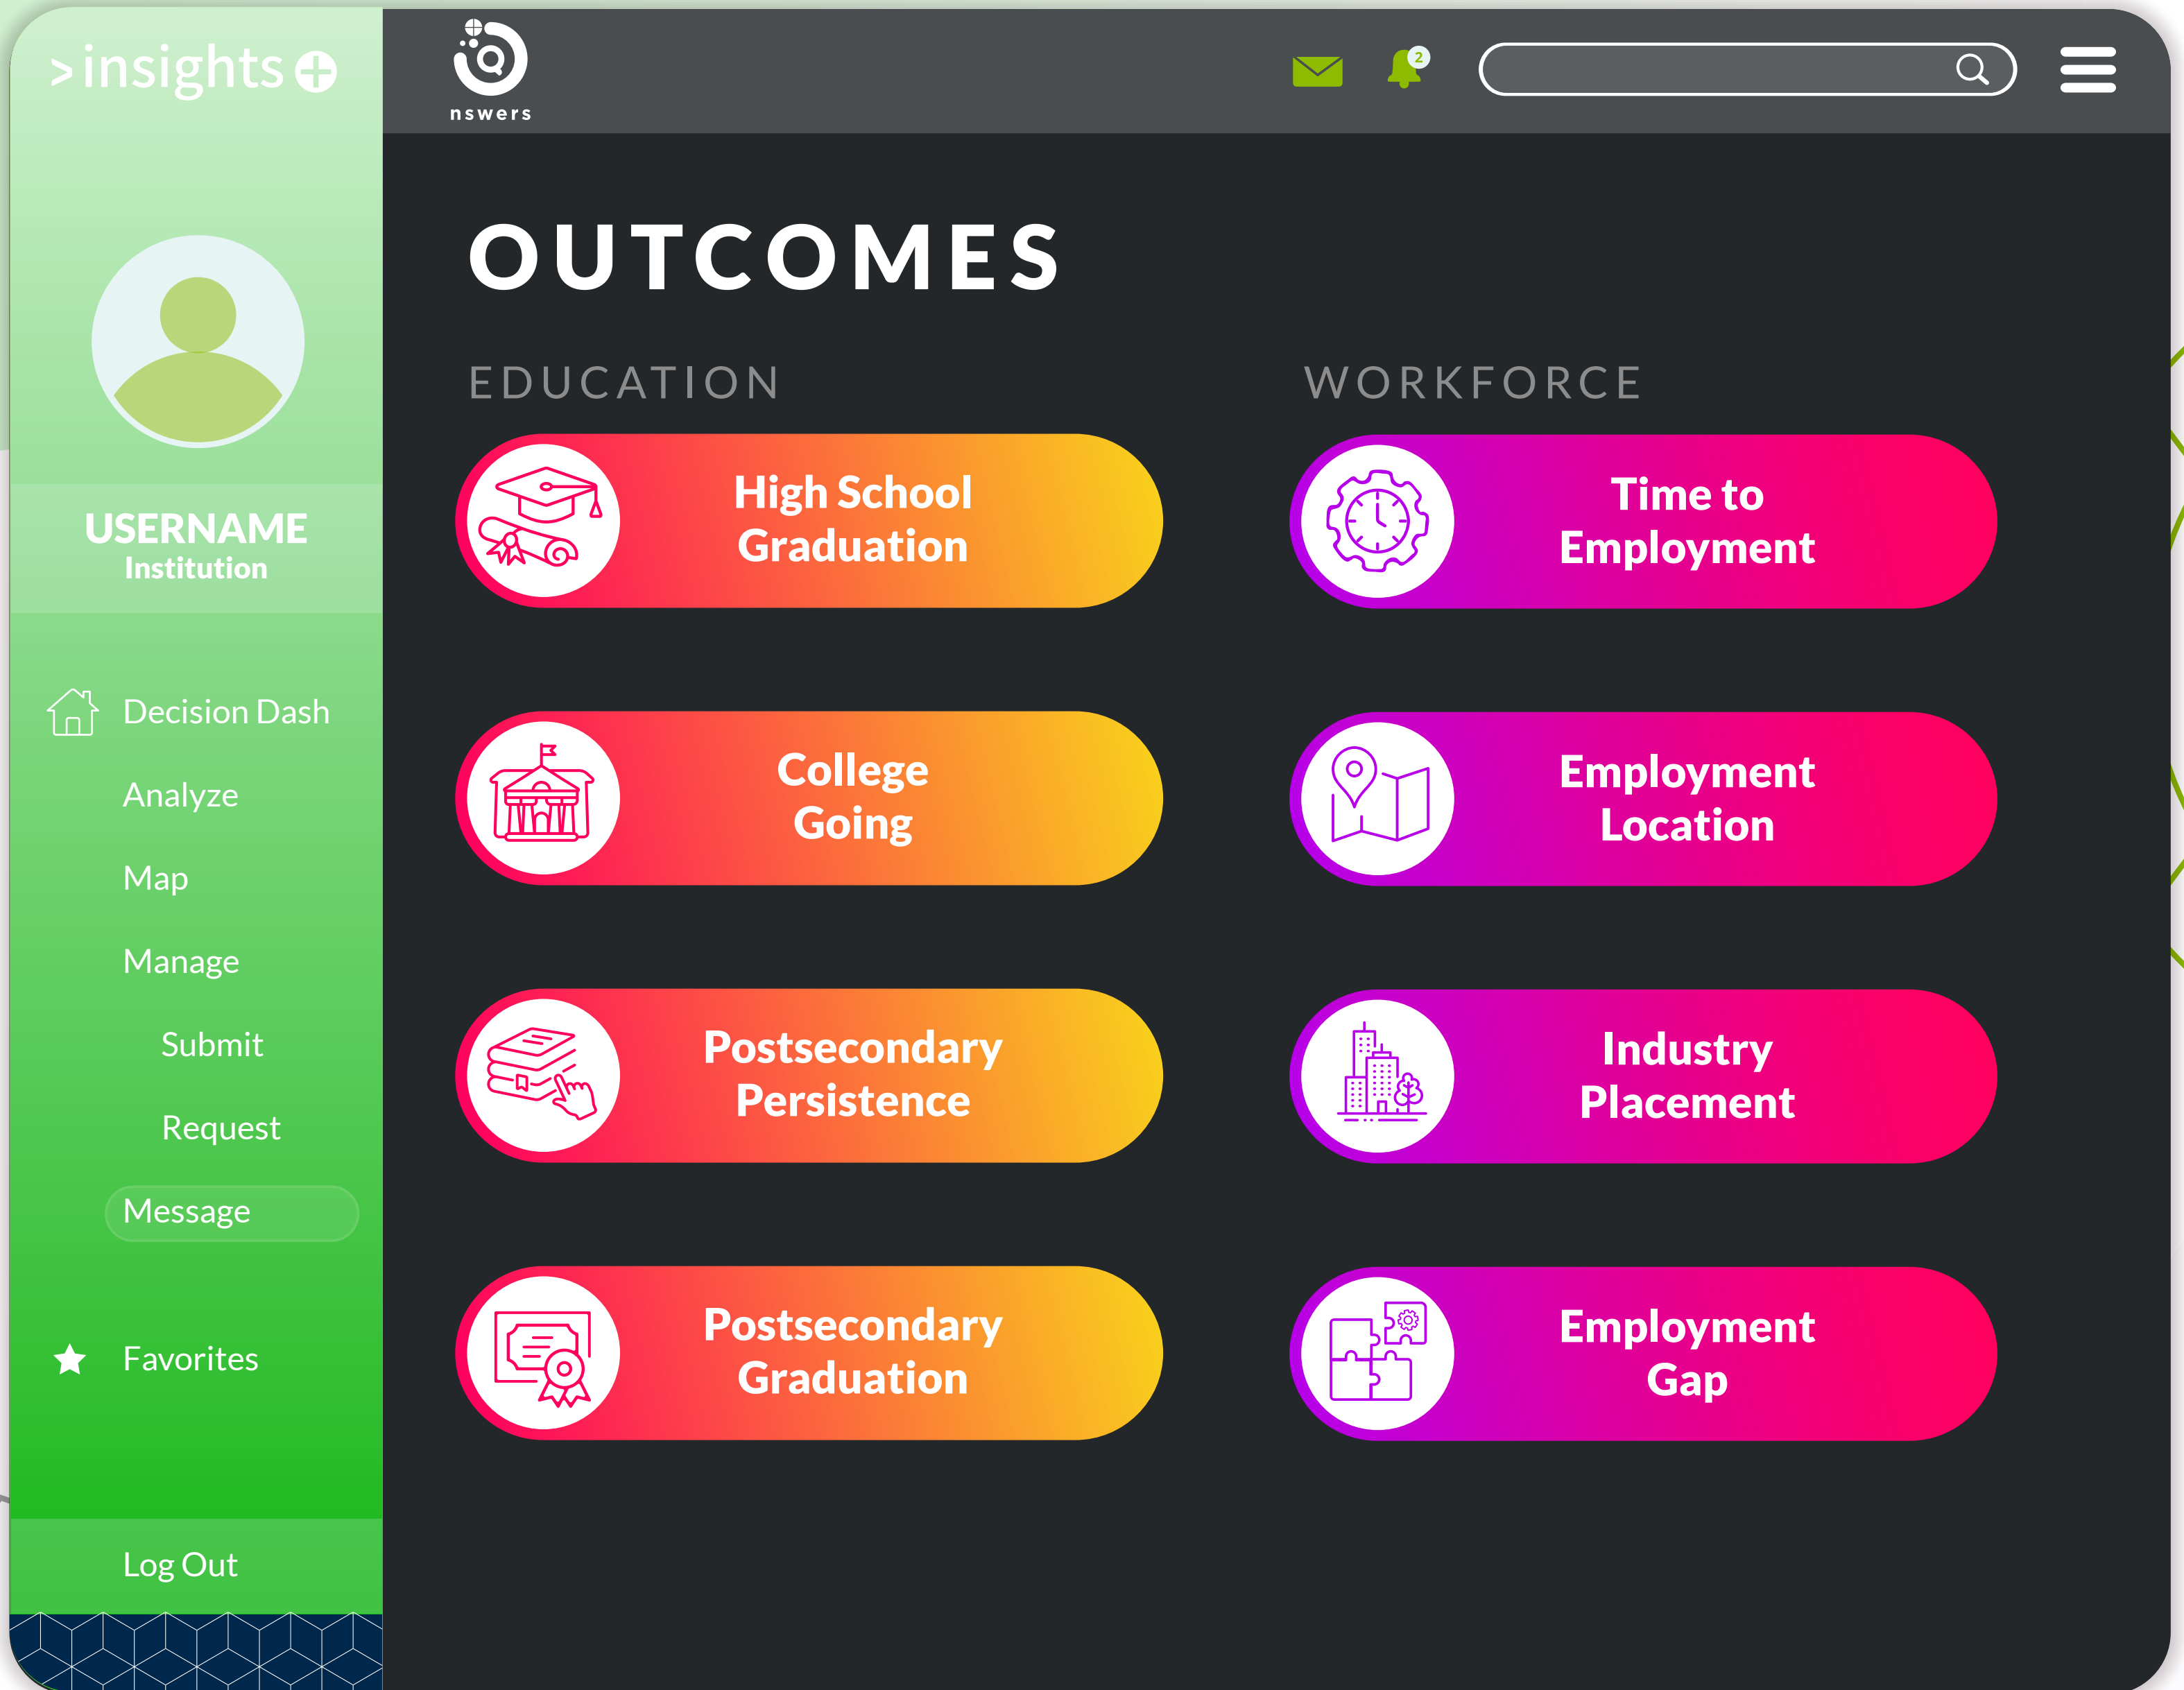 >insights
nswers
2
USERNAME
Institution
Decision Dash
Analyze
Map
Manage
Submit
Request
Message
Favorites
Log Out
OUTCOMES
EDUCATION
High School
Graduation
College
Going
Postsecondary
Persistence
Postsecondary
Graduation
WORKFORCE
Time to
Employment
Employment
Location
Industry
Placement
Employment
Gap